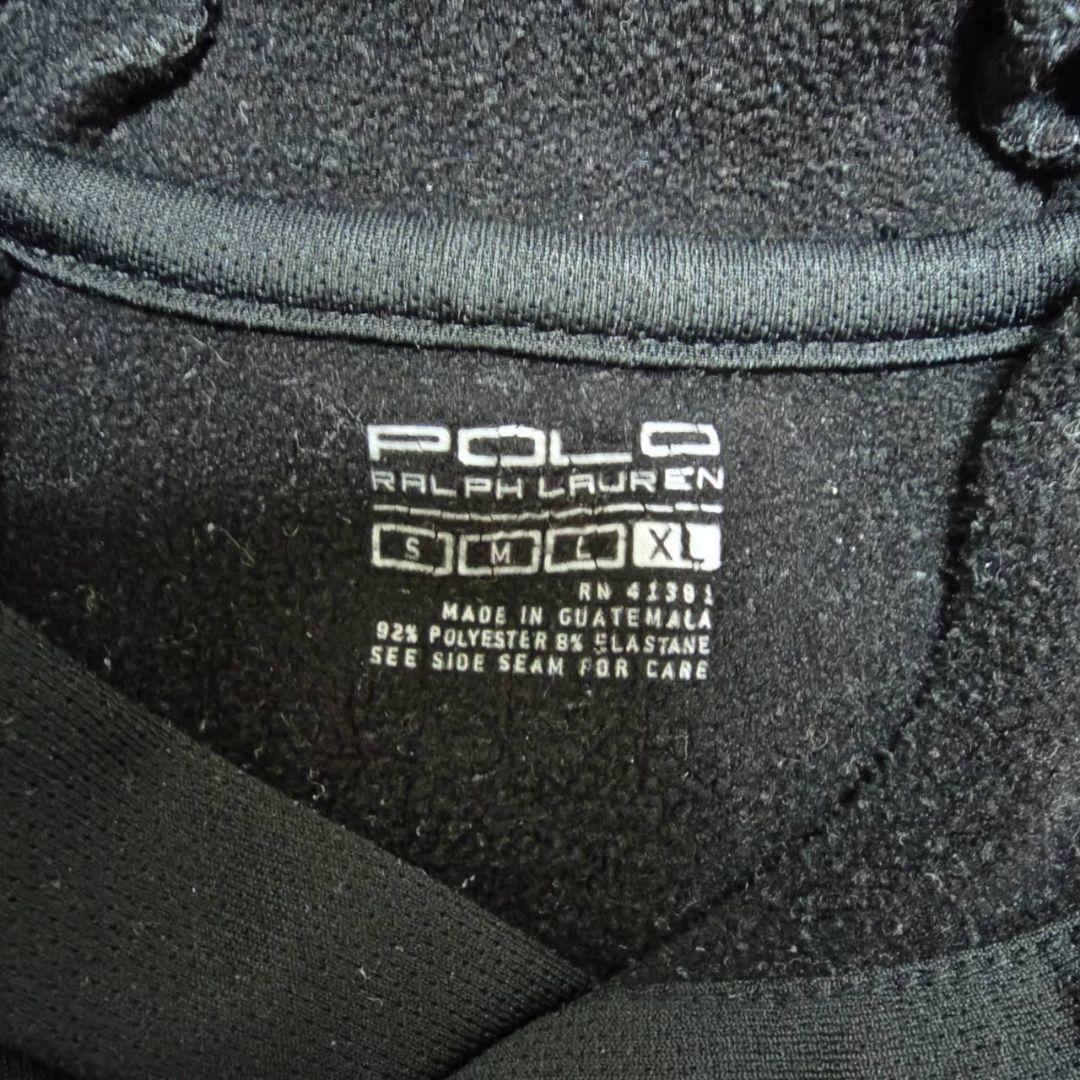 POLO
RALPH LAUREN
S M L XL
RN 41381
MADE IN GUATEMALA
92% POLYESTER 8% ELASTANE
SEE SIDE SEAM FOR CARE